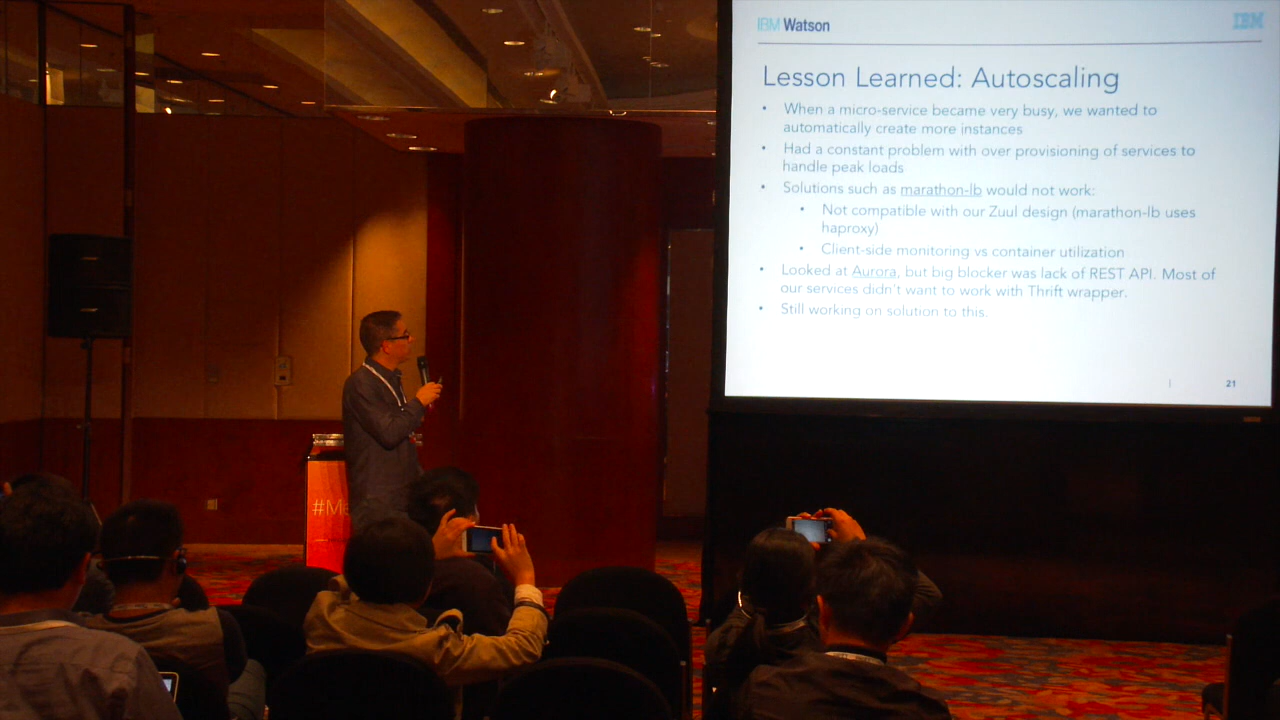 IBM Watson
IBM
Lesson Learned: Autoscaling
• When a micro-service became very busy, we wanted to
automatically create more instances
• Had a constant problem with over provisioning of services to
handle peak loads
• Solutions such as marathon-lb would not work:
• Not compatible with our Zuul design (marathon-lb uses
haproxy)
• Client-side monitoring vs container utilization
• Looked at Aurora, but big blocker was lack of REST API. Most of
our services didn't want to work with Thrift wrapper.
• Still working on solution to this.
| 21
#Me